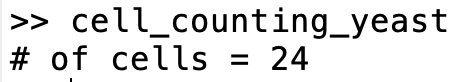 >> cell_counting_yeast
# of cells = 24